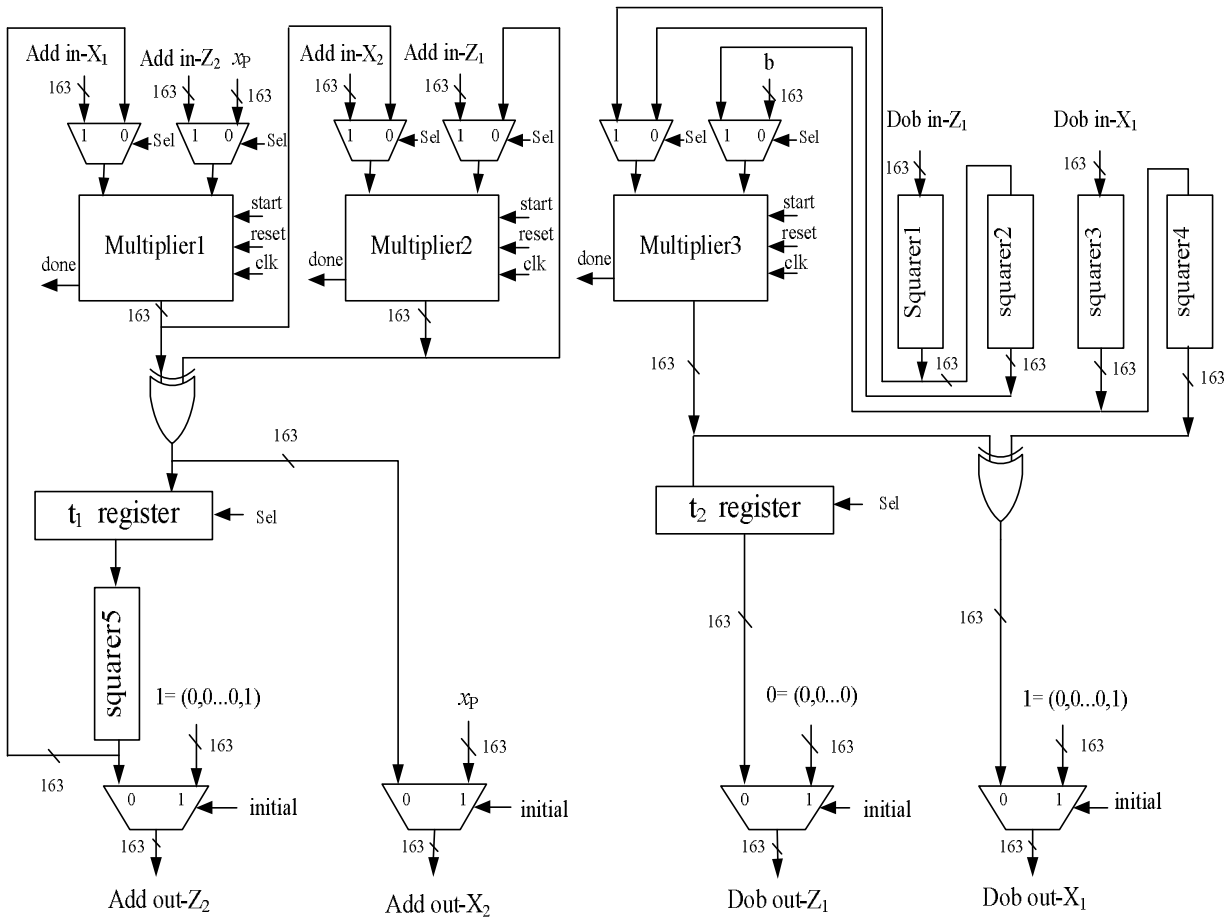 Add in-X₁
Add in-Z₂
xₚ
Add in-X₂
Add in-Z₁
b
Dob in-Z₁
Dob in-X₁
163
163
163
163
163
163
163
1 0
Sel
1 0
Sel
1 0
Sel
1 0
Sel
1 0
Sel
1 0
Sel
163
Multiplier1
start
reset
clk
done
Multiplier2
start
reset
clk
done
Multiplier3
start
reset
clk
done
Squarer1
squarer2
squarer3
squarer4
163
163
163
163
163
163
163
163
t₁ register
Sel
t₂ register
Sel
squarer5
163
163
1= (0,0...0,1)
xₚ
0= (0,0...0)
1= (0,0...0,1)
163
163
163
163
163
0 1
initial
0 1
initial
0 1
initial
0 1
initial
163
163
163
163
Add out-Z₂
Add out-X₂
Dob out-Z₁
Dob out-X₁